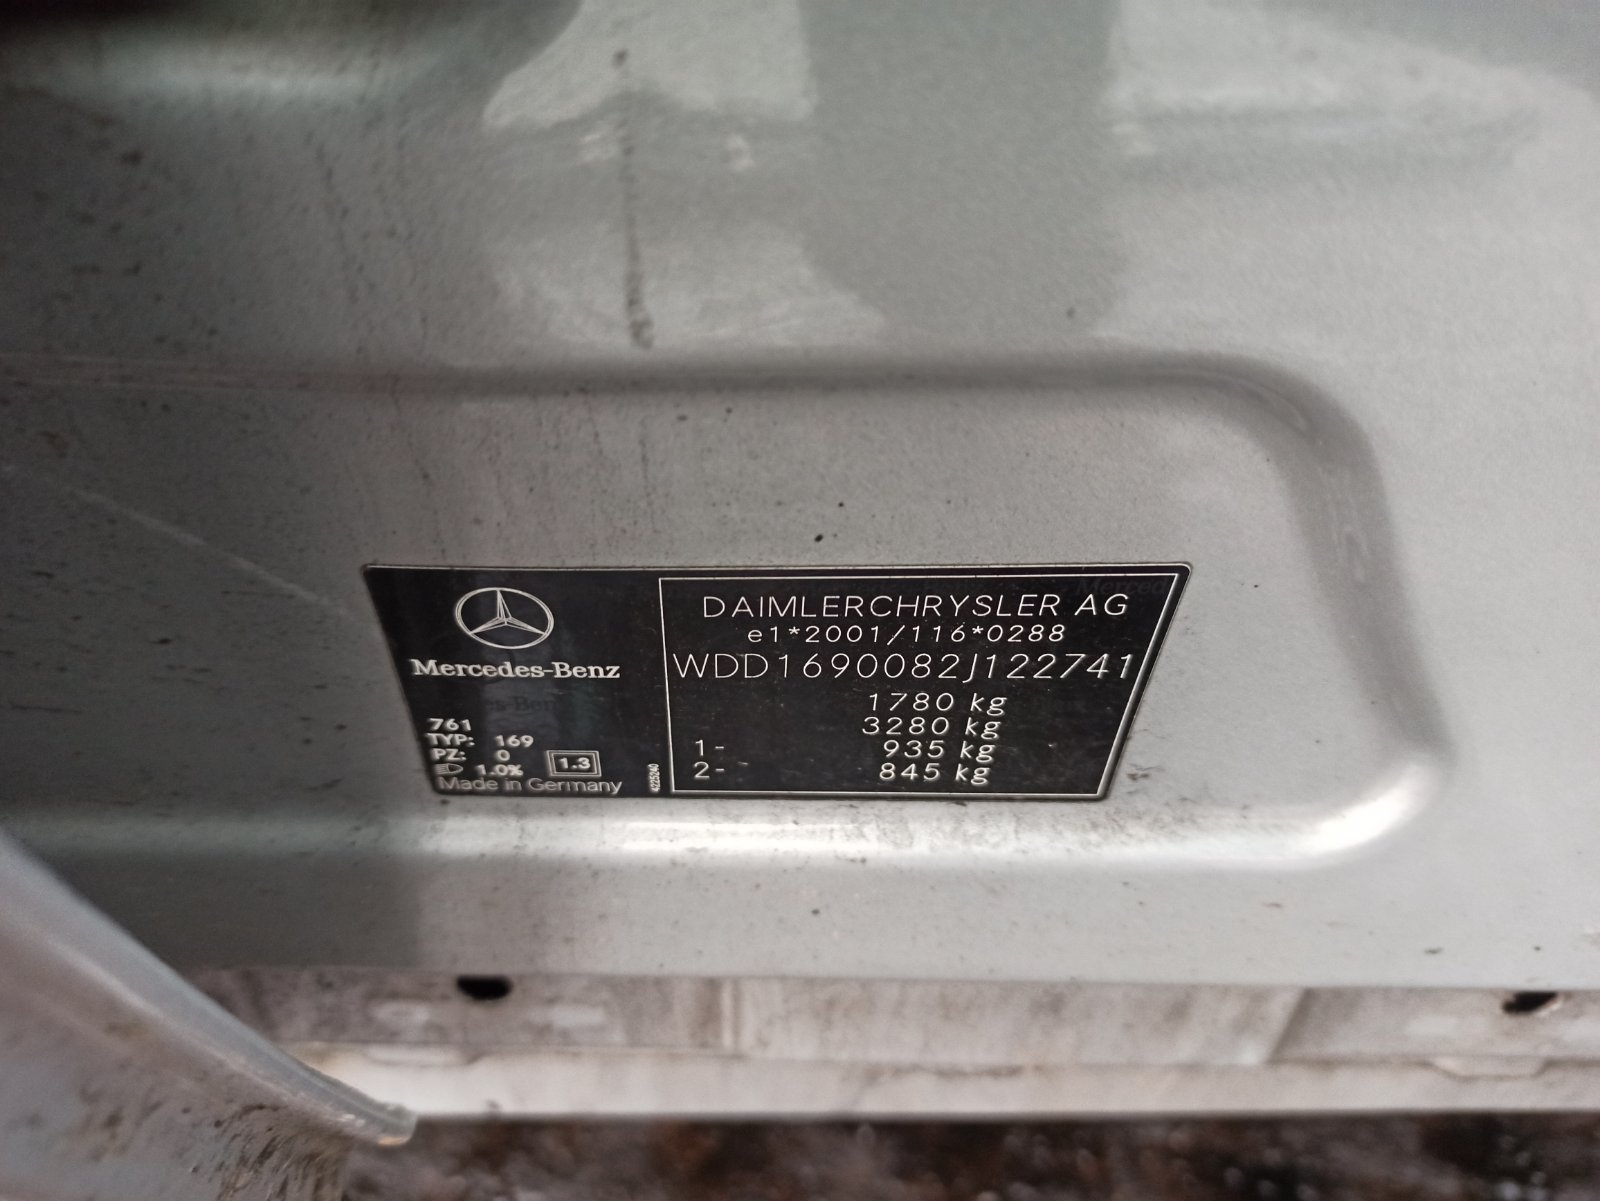 Mercedes-Benz
761
TYP: 169
PZ: 0
1.0% 1.3
Made in Germany
4225240
DAIMLERCHRYSLER AG
e1*2001/116*0288
WDD1690082J122741
1780 kg
3280 kg
1- 935 kg
2- 845 kg